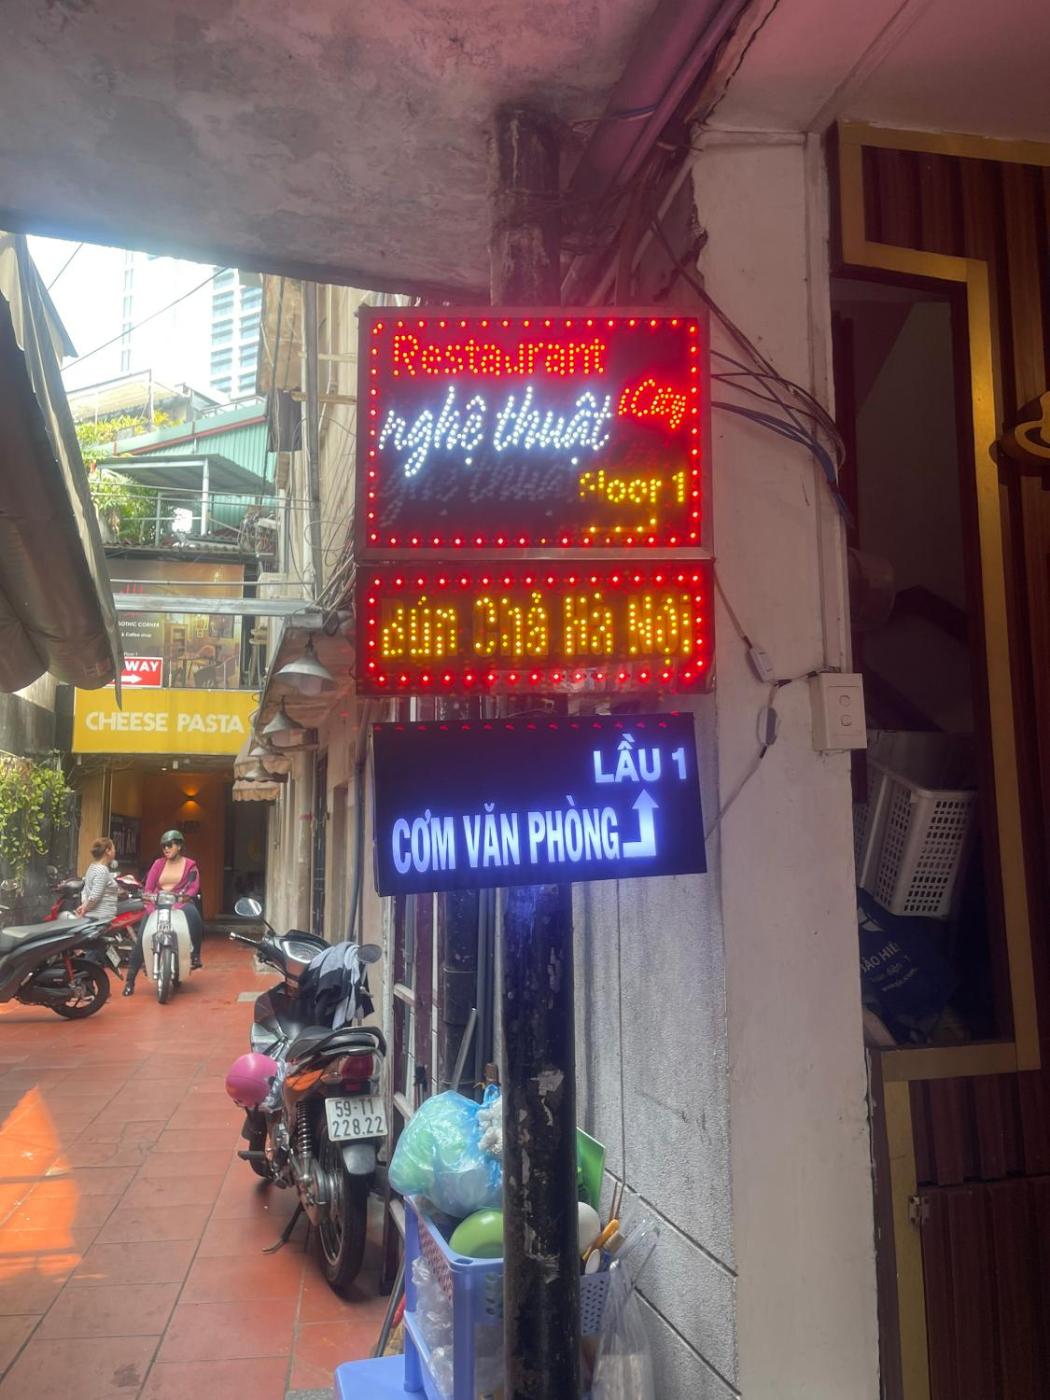 Restaurant
nghệ thuật
Cay
Floor 1
Bún Chả Hà Nội
LẦU 1
CƠM VĂN PHÒNG
WAY
CHEESE PASTA
59-11
228.22